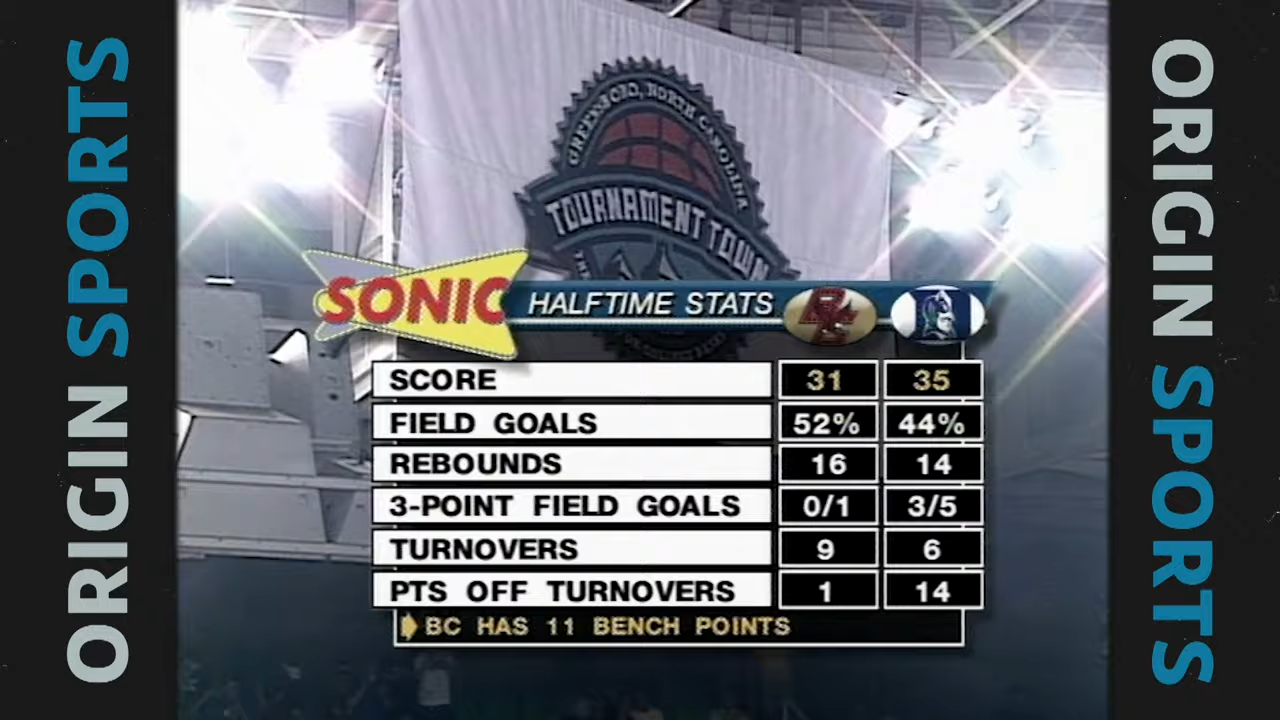 ORIGIN SPORTS
GREENSBORO, NORTH CAROLINA
TOURNAMENT TOWN
SONIC
HALFTIME STATS
BC
SCORE 31 35
FIELD GOALS 52% 44%
REBOUNDS 16 14
3-POINT FIELD GOALS 0/1 3/5
TURNOVERS 9 6
PTS OFF TURNOVERS 1 14
BC HAS 11 BENCH POINTS
ORIGIN SPORTS